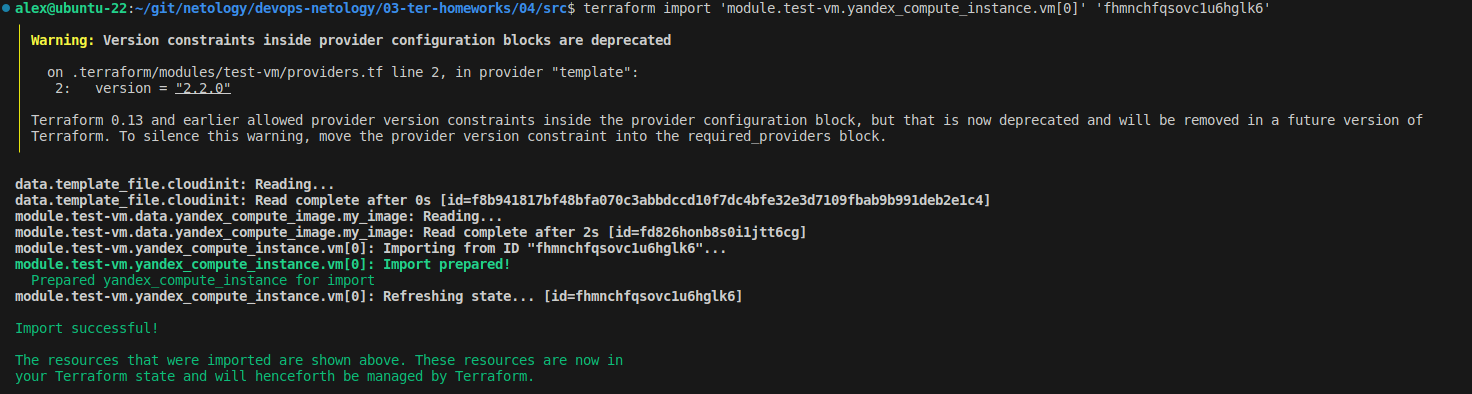 alex@ubuntu-22:~/git/netology/devops-netology/03-ter-homeworks/04/src$ terraform import 'module.test-vm.yandex_compute_instance.vm[0]' 'fhmnchfqsovc1u6hglk6'
Warning: Version constraints inside provider configuration blocks are deprecated
on .terraform/modules/test-vm/providers.tf line 2, in provider "template":
2:   version = "2.2.0"
Terraform 0.13 and earlier allowed provider version constraints inside the provider configuration block, but that is now deprecated and will be removed in a future version of
Terraform. To silence this warning, move the provider version constraint into the required_providers block.
data.template_file.cloudinit: Reading...
data.template_file.cloudinit: Read complete after 0s [id=f8b941817bf48bfa070c3abbdccd10f7dc4bfe32e3d7109fbab9b991deb2e1c4]
module.test-vm.data.yandex_compute_image.my_image: Reading...
module.test-vm.data.yandex_compute_image.my_image: Read complete after 2s [id=fd826honb8s0i1jtt6cg]
module.test-vm.yandex_compute_instance.vm[0]: Importing from ID "fhmnchfqsovc1u6hglk6"...
module.test-vm.yandex_compute_instance.vm[0]: Import prepared!
Prepared yandex_compute_instance for import
module.test-vm.yandex_compute_instance.vm[0]: Refreshing state... [id=fhmnchfqsovc1u6hglk6]
Import successful!
The resources that were imported are shown above. These resources are now in
your Terraform state and will henceforth be managed by Terraform.